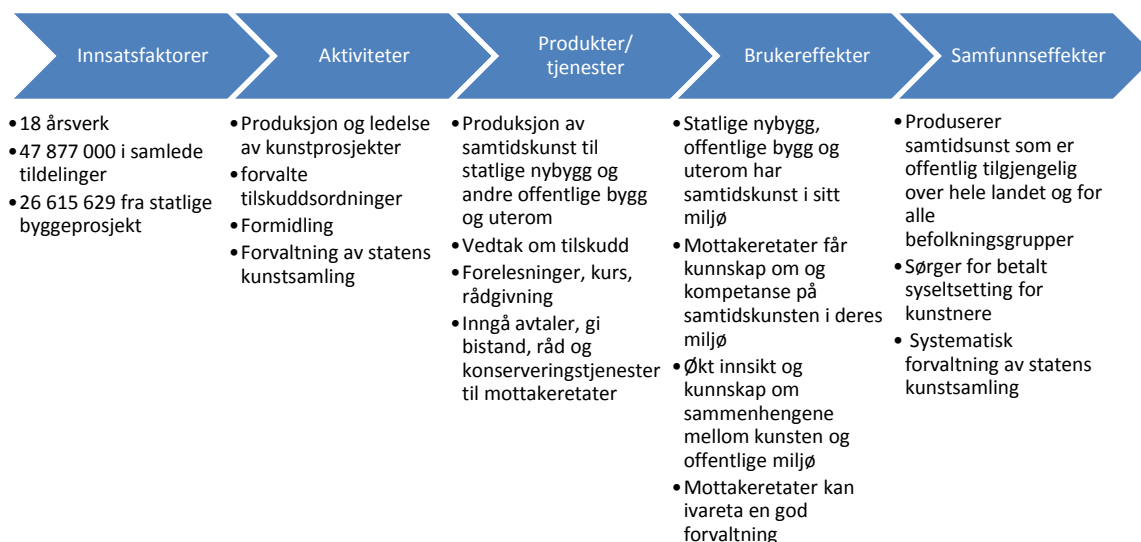 Innsatsfaktorer
Aktiviteter
Produkter/
tjenester
Brukereffekter
Samfunnseffekter
•18 årsverk
•47 877 000 i samlede
tildelinger
•26 615 629 fra statlige
byggeprosjekt
•Produksjon og ledelse
av kunstprosjekter
•forvalte
tilskuddsordninger
•Formidling
•Forvaltning av statens
kunstsamling
•Produksjon av
samtidskunst til
statlige nybygg og
andre offentlige bygg
og uterom
•Vedtak om tilskudd
•Forelesninger, kurs,
rådgivning
•Inngå avtaler, gi
bistand, råd og
konserveringstjenester
til mottakeretater
•Statlige nybygg,
offentlige bygg og
uterom har
samtidskunst i sitt
miljø
•Mottakeretater får
kunnskap om og
kompetanse på
samtidskunsten i deres
miljø
•Økt innsikt og
kunnskap om
sammenhengene
mellom kunsten og
offentlige miljø
•Mottakeretater kan
ivareta en god
forvaltning
•Produserer
samtidsunst som er
offentlig tilgjengelig
over hele landet og for
alle
befolkningsgrupper
•Sørger for betalt
syseltsetting for
kunstnere
• Systematisk
forvaltning av statens
kunstsamling